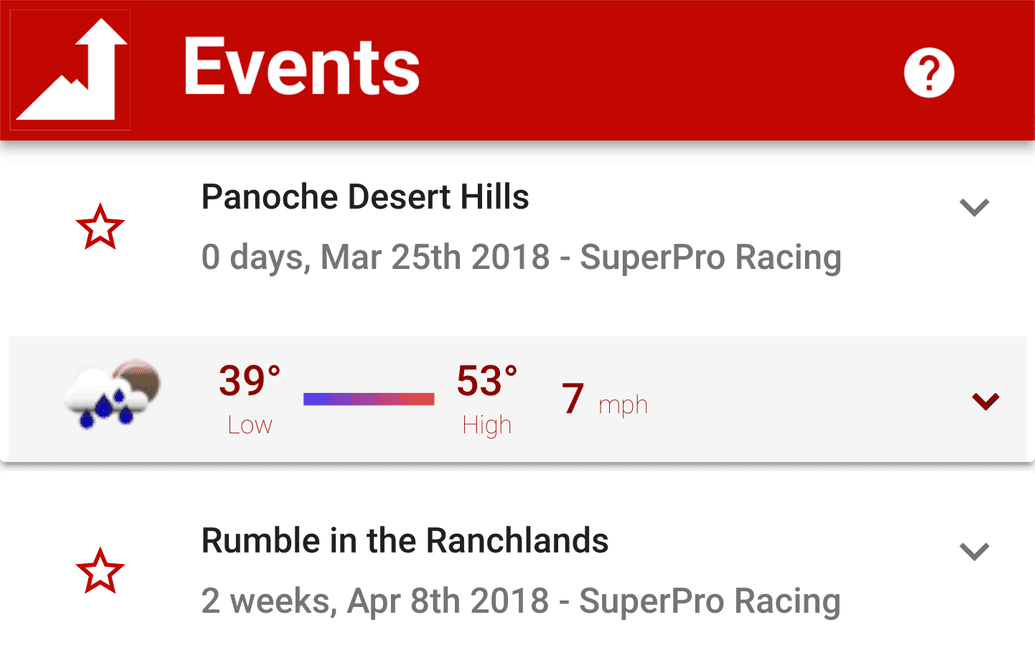 Events
?
Panoche Desert Hills
0 days, Mar 25th 2018 - SuperPro Racing
39° 53° 7 mph
Low High
Rumble in the Ranchlands
2 weeks, Apr 8th 2018 - SuperPro Racing